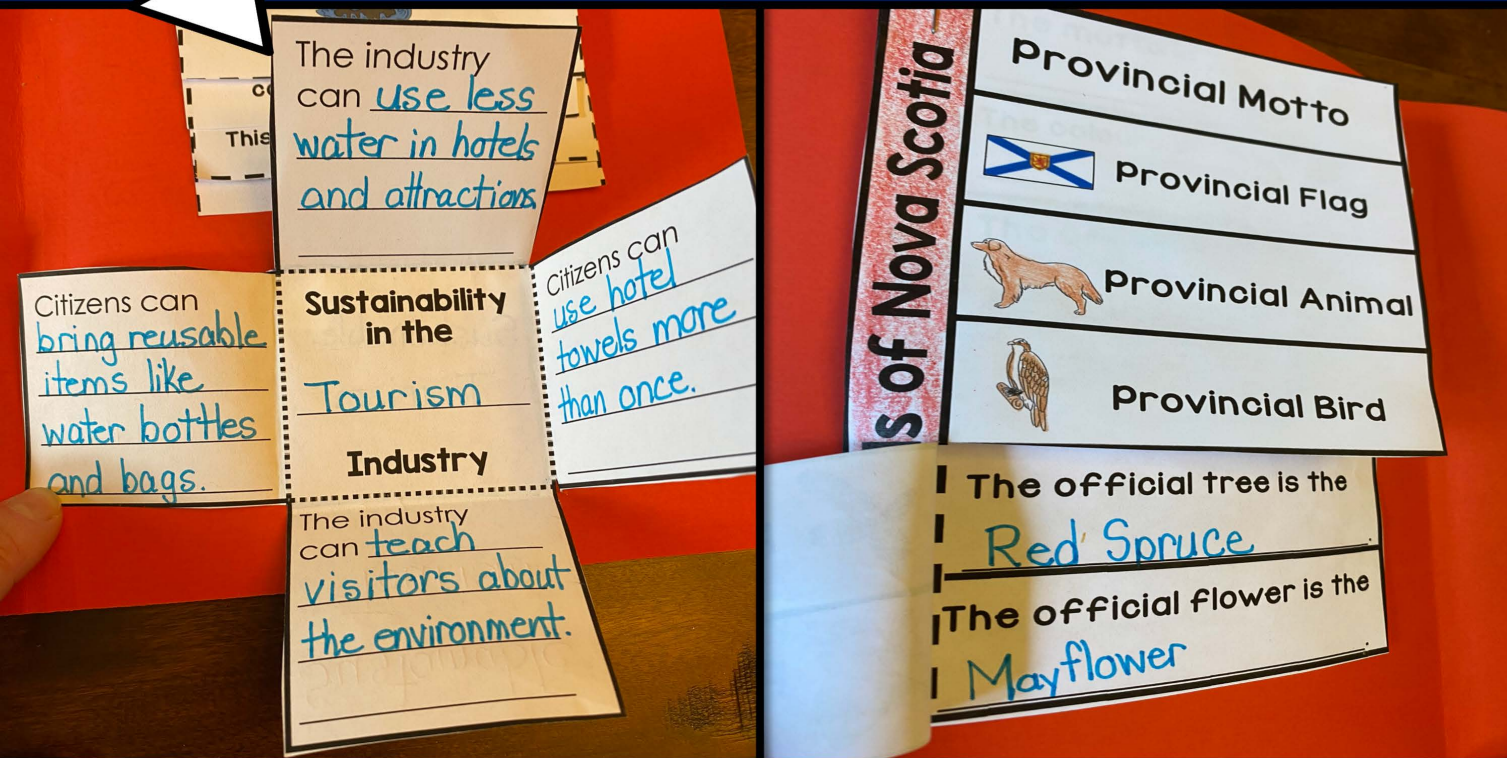 co
This
The industry
can use less
water in hotels
and attractions
Citizens can
bring reusable
items like
water bottles
and bags.
Sustainability
in the
Tourism
Industry
Citizens can
use hotel
towels more
than once.
The industry
can teach
visitors about
the environment.
ls of Nova Scotia
Provincial Motto
Provincial Flag
Provincial Animal
Provincial Bird
The official tree is the
Red Spruce.
The official flower is the
Mayflower.